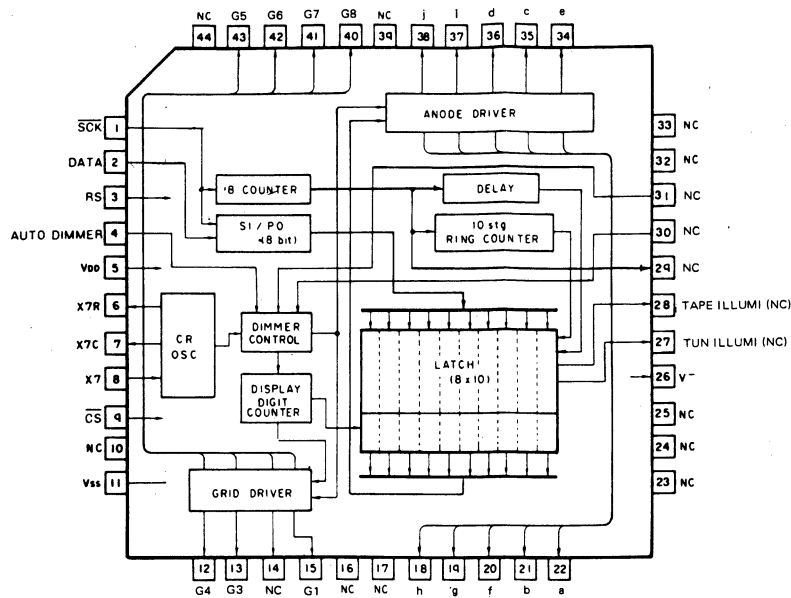 NC G5 G6 G7 G8 NC j i d c e
44 43 42 41 40 39 38 37 36 35 34
ANODE DRIVER
SCK 1
DATA 2
RS 3
AUTO DIMMER 4
VDD 5
X7R 6
X7C 7
X7 8
CS 9
NC 10
Vss 11
÷8 COUNTER
SI / PO
(8 bit)
DELAY
10 stg
RING COUNTER
CR
OSC
DIMMER
CONTROL
DISPLAY
DIGIT
COUNTER
LATCH
(8 x 10)
GRID DRIVER
33 NC
32 NC
31 NC
30 NC
29 NC
28 TAPE ILLUMI (NC)
27 TUN ILLUMI (NC)
26 V−
25 NC
24 NC
23 NC
12 13 14 15 16 17 18 19 20 21 22
G4 G3 NC G1 NC NC h g f b a